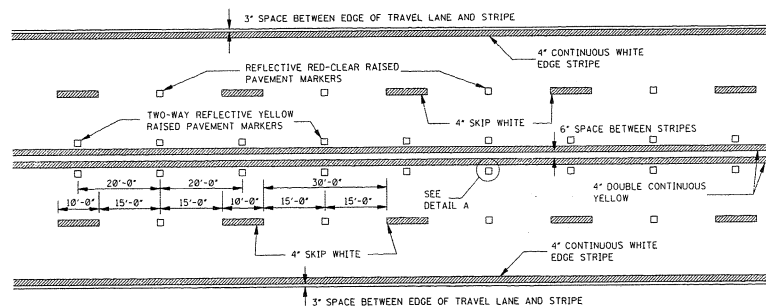 3" SPACE BETWEEN EDGE OF TRAVEL LANE AND STRIPE
4" CONTINUOUS WHITE
EDGE STRIPE
REFLECTIVE RED-CLEAR RAISED
PAVEMENT MARKERS
TWO-WAY REFLECTIVE YELLOW
RAISED PAVEMENT MARKERS
4" SKIP WHITE
6" SPACE BETWEEN STRIPES
20'-0"
20'-0"
30'-0"
SEE
DETAIL A
4" DOUBLE CONTINUOUS
YELLOW
10'-0"
15'-0"
15'-0"
10'-0"
15'-0"
15'-0"
4" SKIP WHITE
4" CONTINUOUS WHITE
EDGE STRIPE
3" SPACE BETWEEN EDGE OF TRAVEL LANE AND STRIPE